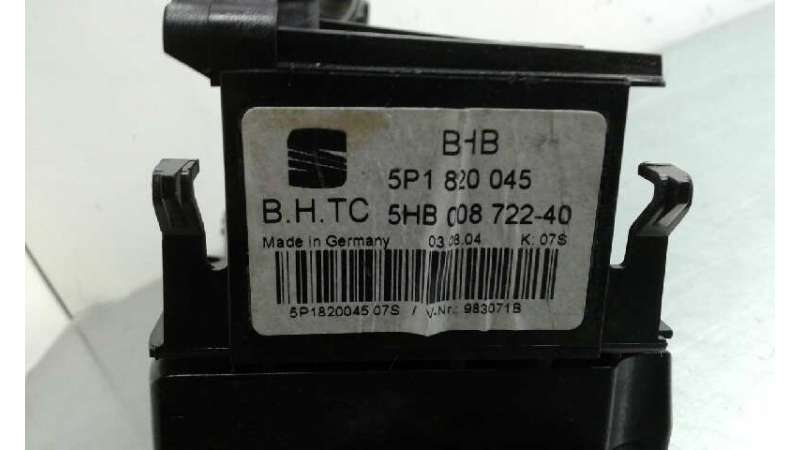 BHB
5P1 820 045
B.H.TC 5HB 008 722-40
Made in Germany 03.08.04 K: 07S
5P1820045 07S / V.Nr.: 983071B